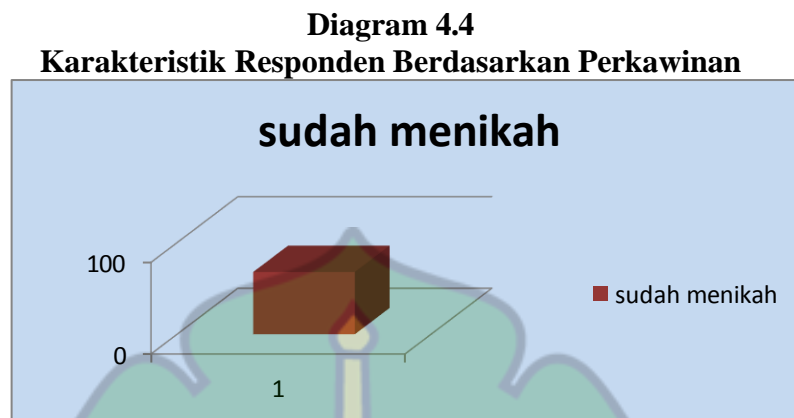 Diagram 4.4
Karakteristik Responden Berdasarkan Perkawinan
sudah menikah
100
0
1
sudah menikah